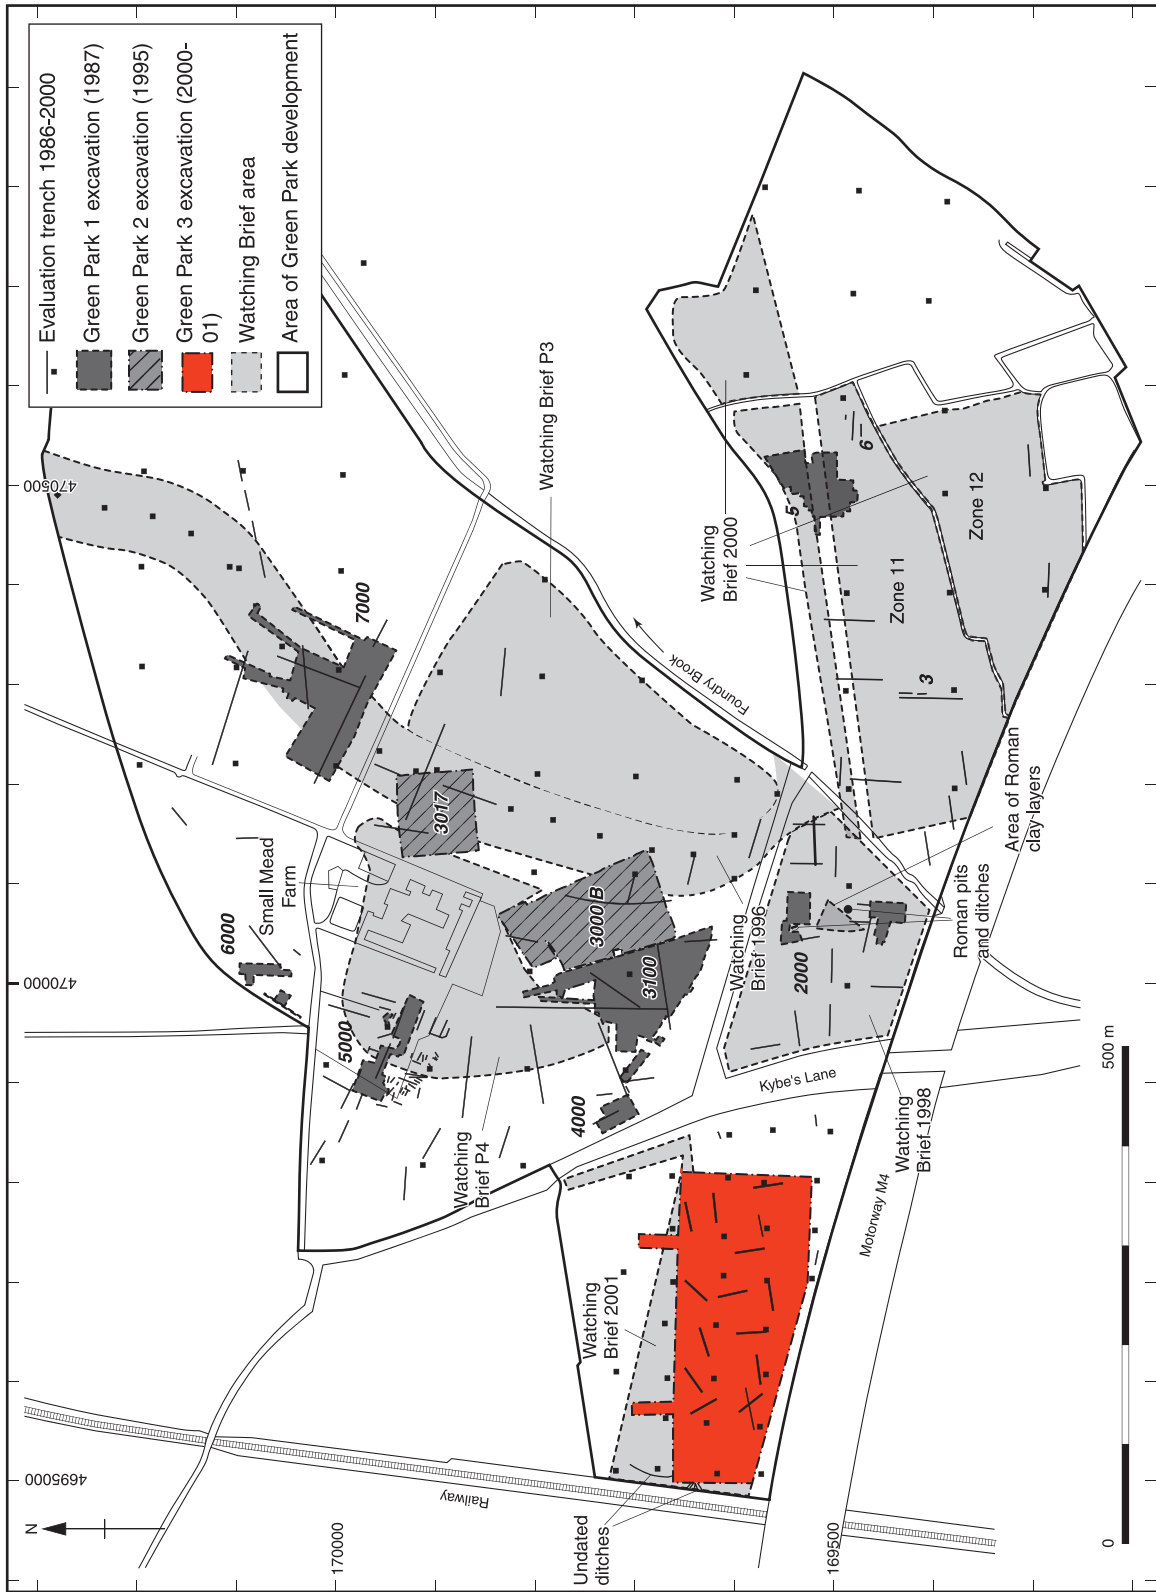 Evaluation trench 1986-2000
Green Park 1 excavation (1987)
Green Park 2 excavation (1995)
Green Park 3 excavation (2000-
01)
Watching Brief area
Area of Green Park development
N
4695000
470000
470500
170000
169500
Railway
Undated
ditches
Watching
Brief 2001
Watching
Brief P4
4000
5000
6000
Small Mead
Farm
7000
3017
3000 B
3100
Watching Brief P3
Foundry Brook
Watching
Brief 1996
Watching
Brief 2000
5
6
3
Zone 11
Zone 12
2000
Kybe's Lane
Watching
Brief 1998
Motorway M4
Roman pits
and ditches
Area of Roman
clay-layers
0
500 m